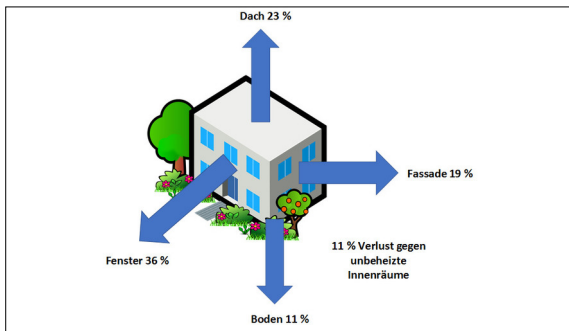 Dach 23 %
Fassade 19 %
11 % Verlust gegen
unbeheizte
Innenräume
Fenster 36 %
Boden 11 %